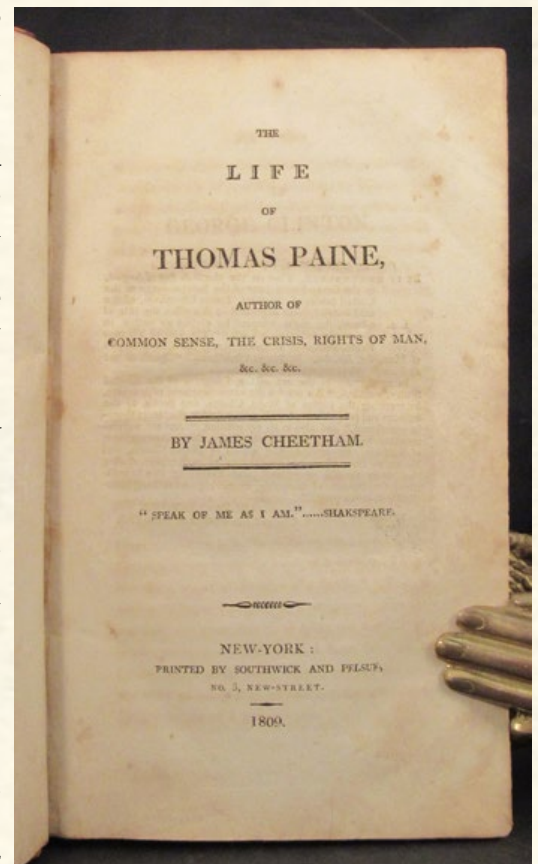 THE
LIFE
OF
THOMAS PAINE,
AUTHOR OF
COMMON SENSE, THE CRISIS, RIGHTS OF MAN,
&c. &c. &c.
BY JAMES CHEETHAM.
"SPEAK OF ME AS I AM."......SHAKSPEARE.
NEW-YORK:
PRINTED BY SOUTHWICK AND PELSUE,
NO. 3, NEW-STREET.
1809.